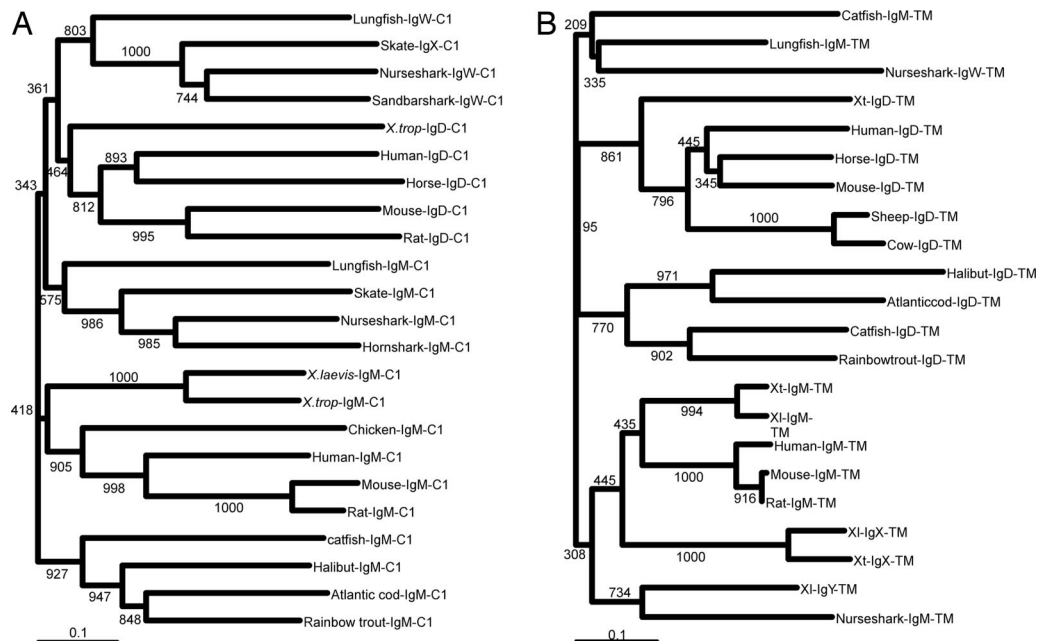 A
803
Lungfish-IgW-C1
1000
Skate-IgX-C1
Nurseshark-IgW-C1
744
Sandbarshark-IgW-C1
361
X.trop-IgD-C1
464
893
Human-IgD-C1
Horse-IgD-C1
343
812
Mouse-IgD-C1
995
Rat-IgD-C1
Lungfish-IgM-C1
575
Skate-IgM-C1
986
Nurseshark-IgM-C1
985
Hornshark-IgM-C1
1000
X.laevis-IgM-C1
X.trop-IgM-C1
418
Chicken-IgM-C1
905
Human-IgM-C1
998
Mouse-IgM-C1
1000
Rat-IgM-C1
catfish-IgM-C1
927
Halibut-IgM-C1
947
Atlantic cod-IgM-C1
848
Rainbow trout-IgM-C1
0.1
B
209
Catfish-IgM-TM
Lungfish-IgM-TM
335
Nurseshark-IgW-TM
Xt-IgD-TM
861
445
Human-IgD-TM
Horse-IgD-TM
345
Mouse-IgD-TM
796
1000
Sheep-IgD-TM
95
Cow-IgD-TM
971
Halibut-IgD-TM
Atlanticcod-IgD-TM
770
Catfish-IgD-TM
902
Rainbowtrout-IgD-TM
Xt-IgM-TM
994
435
Xl-IgM-
TM
Human-IgM-TM
1000
Mouse-IgM-TM
445
916
Rat-IgM-TM
Xl-IgX-TM
308
1000
Xt-IgX-TM
734
Xl-IgY-TM
Nurseshark-IgM-TM
0.1